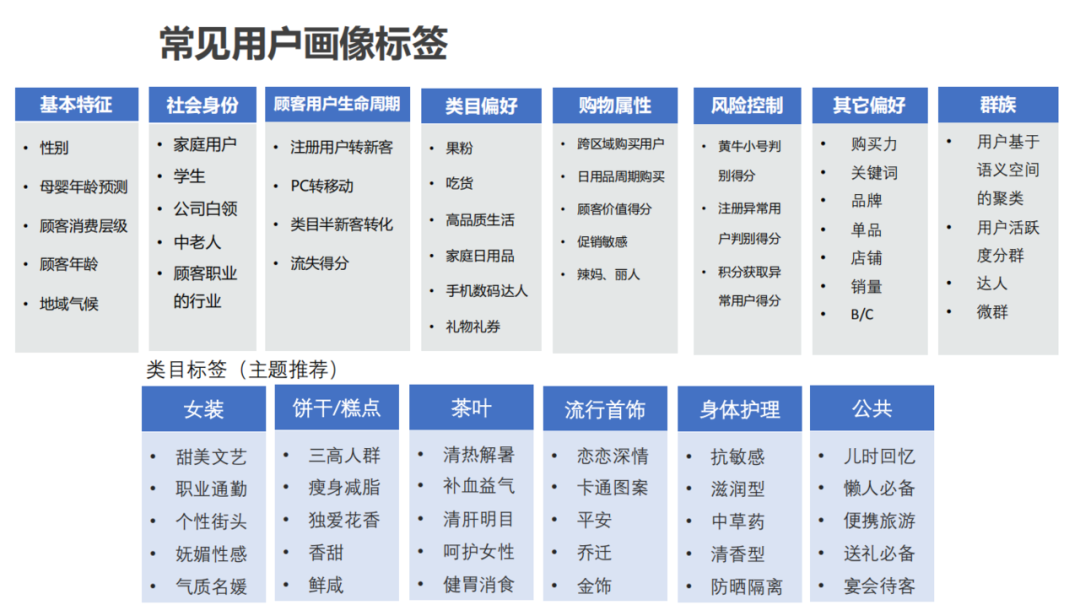 常见用户画像标签
基本特征
• 性别
• 母婴年龄预测
• 顾客消费层级
• 顾客年龄
• 地域气候
社会身份
• 家庭用户
• 学生
• 公司白领
• 中老人
• 顾客职业
的行业
顾客用户生命周期
• 注册用户转新客
• PC转移动
• 类目半新客转化
• 流失得分
类目偏好
• 果粉
• 吃货
• 高品质生活
• 家庭日用品
• 手机数码达人
• 礼物礼券
购物属性
• 跨区域购买用户
• 日用品周期购买
• 顾客价值得分
• 促销敏感
• 辣妈、丽人
风险控制
• 黄牛小号判
别得分
• 注册异常用
户判别得分
• 积分获取异
常用户得分
其它偏好
• 购买力
• 关键词
• 品牌
• 单品
• 店铺
• 销量
• B/C
群族
• 用户基于
语义空间
的聚类
• 用户活跃
度分群
• 达人
• 微群
类目标签（主题推荐）
女装
• 甜美文艺
• 职业通勤
• 个性街头
• 妩媚性感
• 气质名媛
饼干/糕点
• 三高人群
• 瘦身减脂
• 独爱花香
• 香甜
• 鲜咸
茶叶
• 清热解暑
• 补血益气
• 清肝明目
• 呵护女性
• 健胃消食
流行首饰
• 恋恋深情
• 卡通图案
• 平安
• 乔迁
• 金饰
身体护理
• 抗敏感
• 滋润型
• 中草药
• 清香型
• 防晒隔离
公共
• 儿时回忆
• 懒人必备
• 便携旅游
• 送礼必备
• 宴会待客